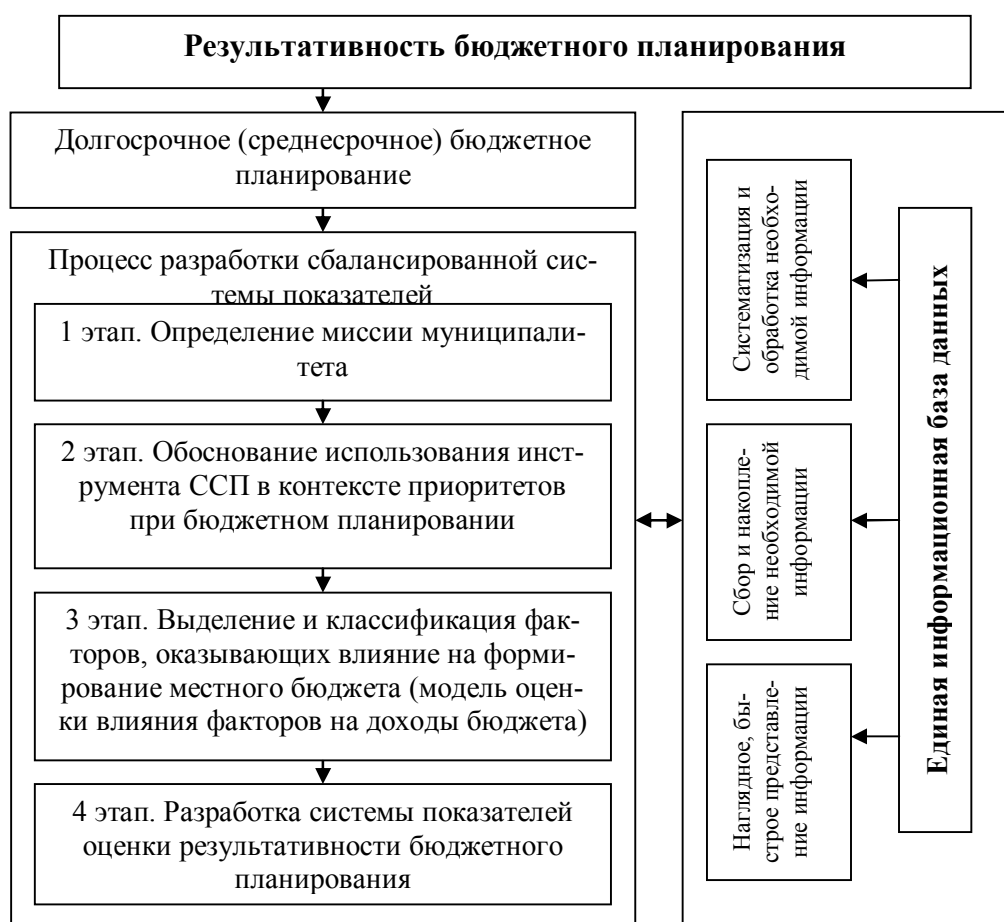 Результативность бюджетного планирования
Долгосрочное (среднесрочное) бюджетное
планирование
Процесс разработки сбалансированной сис-
темы показателей
1 этап. Определение миссии муниципали-
тета
2 этап. Обоснование использования инст-
румента ССП в контексте приоритетов
при бюджетном планировании
3 этап. Выделение и классификация фак-
торов, оказывающих влияние на форми-
рование местного бюджета (модель оцен-
ки влияния факторов на доходы бюджета)
4 этап. Разработка системы показателей
оценки результативности бюджетного
планирования
Систематизация и
обработка необхо-
димой информации
Сбор и накопле-
ние необходимой
информации
Наглядное, бы-
строе представле-
ние информации
Единая информационная база данных